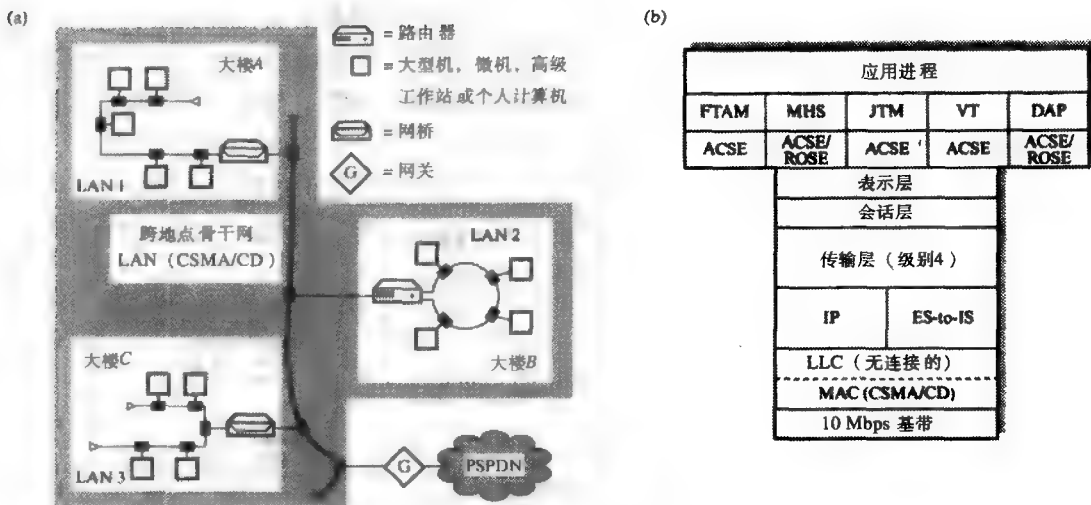 (a)
大楼A
LAN 1
= 路由器
= 大型机，微机，高级
工作站或个人计算机
= 网桥
G = 网关
跨地点骨干网
LAN（CSMA/CD）
LAN 2
大楼B
大楼C
LAN 3
G
PSPDN
(b)
应用进程
FTAM MHS JTM VT DAP
ACSE ACSE/ROSE ACSE ACSE ACSE/ROSE
表示层
会话层
传输层（级别4）
IP ES-to-IS
LLC（无连接的）
MAC (CSMA/CD)
10 Mbps 基带